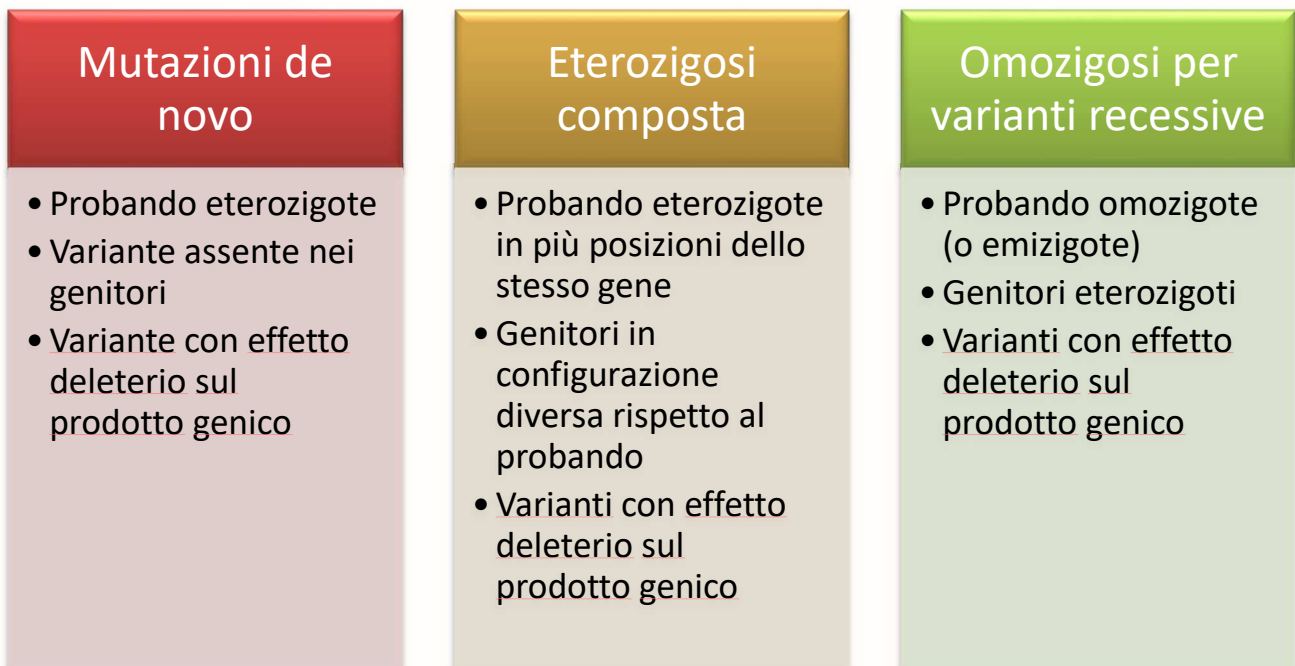 Mutazioni de
novo
• Probando eterozigote
• Variante assente nei
genitori
• Variante con effetto
deleterio sul
prodotto genico
Eterozigosi
composta
• Probando eterozigote
in più posizioni dello
stesso gene
• Genitori in
configurazione
diversa rispetto al
probando
• Varianti con effetto
deleterio sul
prodotto genico
Omozigosi per
varianti recessive
• Probando omozigote
(o emizigote)
• Genitori eterozigoti
• Varianti con effetto
deleterio sul
prodotto genico